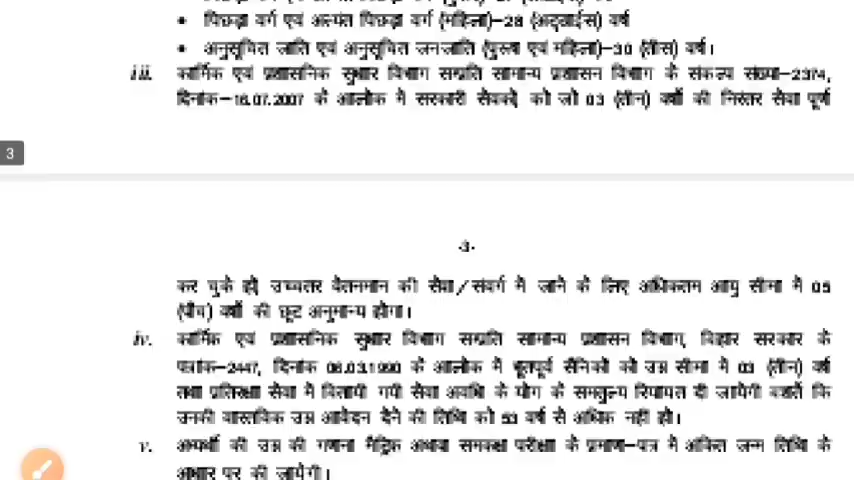 पिछड़ा वर्ग एवं अत्यंत पिछड़ा वर्ग (महिला)–28 (अट्ठाईस) वर्ष
अनुसूचित जाति एवं अनुसूचित जनजाति (पुरूष एवं महिला)–30 (तीस) वर्ष।
iii. कार्मिक एवं प्रशासनिक सुधार विभाग सम्प्रति सामान्य प्रशासन विभाग के संकल्प संख्या–2374,
दिनांक–16.07.2007 के आलोक में सरकारी सेवकों को जो 03 (तीन) वर्षों की निरंतर सेवा पूर्ण
3
-3-
कर चुके हों, उच्चतर वेतनमान की सेवा/संवर्ग में जाने के लिए अधिकतम आयु सीमा में 05
(पाँच) वर्षों की छूट अनुमान्य होगा।
iv. कार्मिक एवं प्रशासनिक सुधार विभाग सम्प्रति सामान्य प्रशासन विभाग, बिहार सरकार के
पत्रांक–2447, दिनांक 06.03.1990 के आलोक में भूतपूर्व सैनिकों को उम्र सीमा में 03 (तीन) वर्ष
तथा प्रतिरक्षा सेवा में बितायी गयी सेवा अवधि के योग के समतुल्य रियायत दी जायेगी बशर्ते कि
उनकी वास्तविक उम्र आवेदन देने की तिथि को 53 वर्ष से अधिक नहीं हो।
v. अभ्यर्थी की उम्र की गणना मैट्रिक अथवा समकक्ष परीक्षा के प्रमाण–पत्र में अंकित जन्म तिथि के
आधार पर की जायेगी।